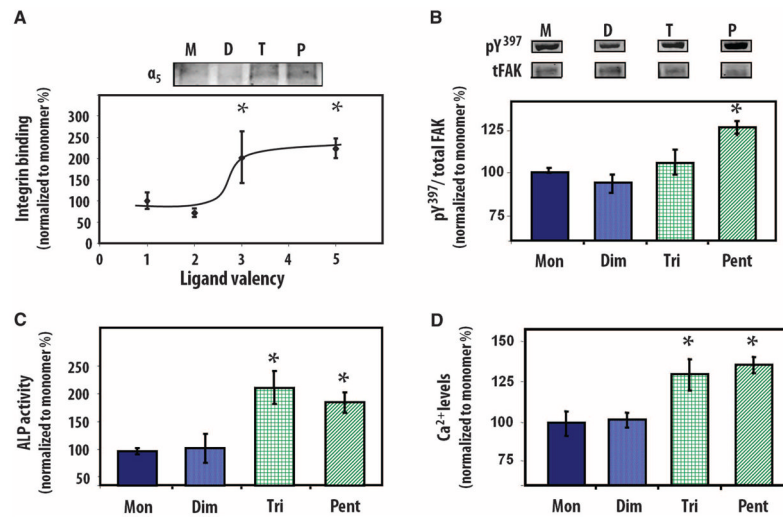 A
M D T P
α5
*
*
300
250
200
150
100
50
0
Integrin binding
(normalized to monomer %)
0 1 2 3 4 5
Ligand valency
B
M D T P
pY397
tFAK
*
125
100
75
pY397/ total FAK
(normalized to monomer %)
Mon Dim Tri Pent
C
*
*
200
250
150
100
50
ALP activity
(normalized to monomer %)
Mon Dim Tri Pent
D
*
*
150
125
100
75
Ca2+ levels
(normalized to monomer %)
Mon Dim Tri Pent